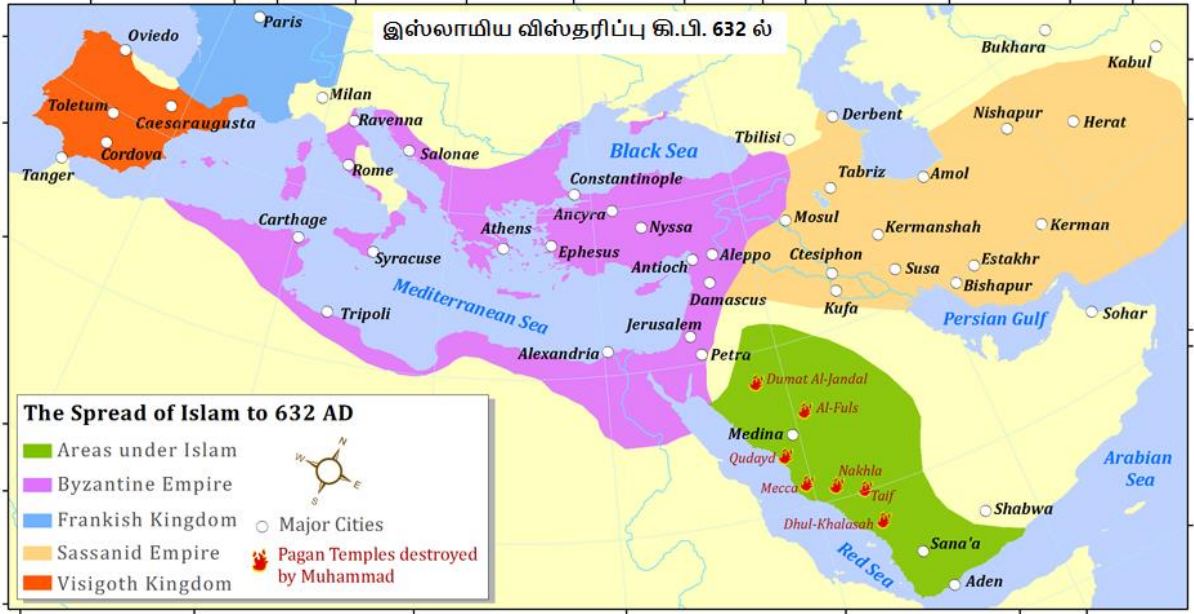 இஸ்லாமிய விஸ்தரிப்பு கி.பி. 632 ல்
Paris
Oviedo
Bukhara
Kabul
Milan
Toletum
Caesaraugusta
Ravenna
Derbent
Nishapur
Herat
Cordova
Salonae
Black Sea
Tbilisi
Tanger
Rome
Constantinople
Tabriz
Amol
Carthage
Ancyra
Nyssa
Mosul
Kermanshah
Kerman
Athens
Ephesus
Syracuse
Antioch
Aleppo
Ctesiphon
Susa
Estakhr
Bishapur
Mediterranean Sea
Damascus
Kufa
Tripoli
Jerusalem
Persian Gulf
Sohar
Alexandria
Petra
Dumat Al-Jandal
Al-Fuls
Medina
Qudayd
Mecca
Nakhla
Taif
Arabian
Sea
Dhul-Khalasah
Shabwa
Sana'a
Red Sea
Aden
The Spread of Islam to 632 AD
Areas under Islam
Byzantine Empire
Frankish Kingdom
Sassanid Empire
Visigoth Kingdom
N
W
E
S
Major Cities
Pagan Temples destroyed
by Muhammad